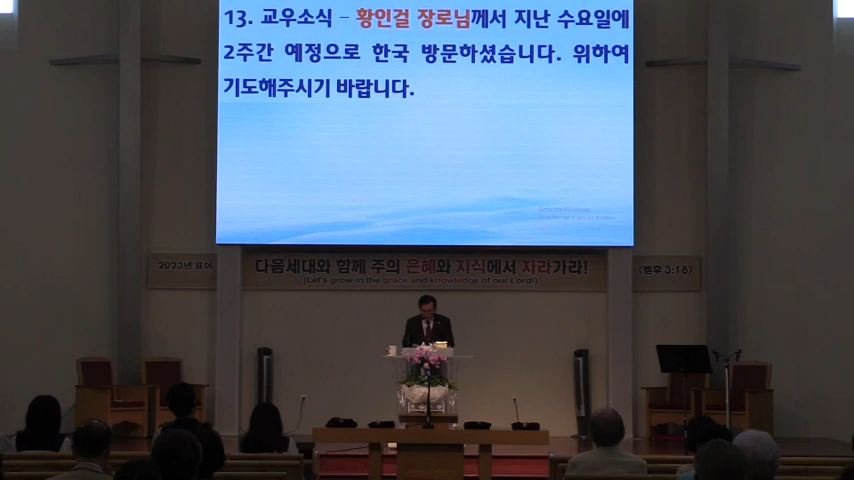 13. 교우소식 - 황인걸 장로님께서 지난 수요일에
2주간 예정으로 한국 방문하셨습니다. 위하여
기도해주시기 바랍니다.
Activate Windows
2023년 표어
다음세대와 함께 주의 은혜와 지식에서 자라가라!
(벧후 3:18)
(Let's grow in the grace and knowledge of our Lord!)